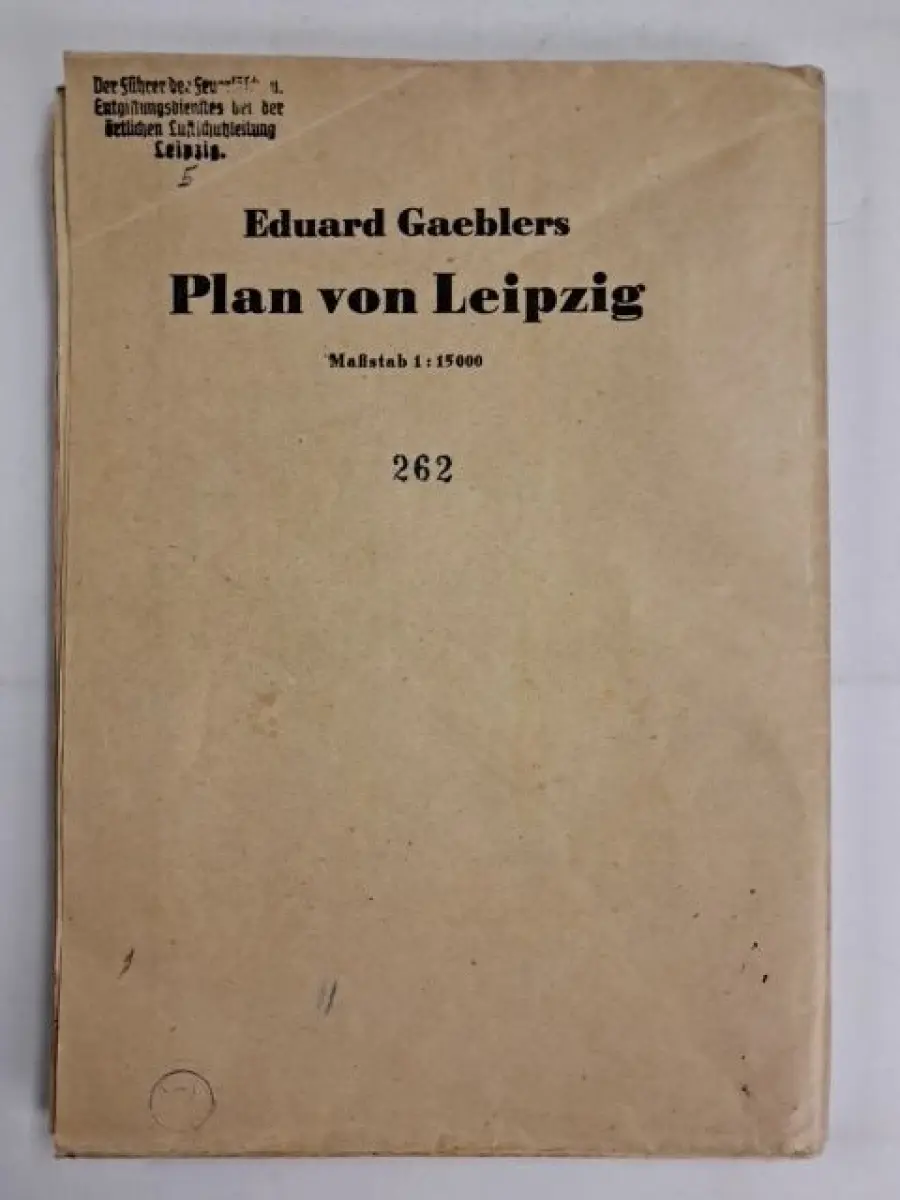 Der Führer des Feuerlösch- u.
Entgiftungsdienstes bei der
örtlichen Luftschutzleitung
Leipzig.
5
Eduard Gaeblers
Plan von Leipzig
Maßstab 1:15000
262